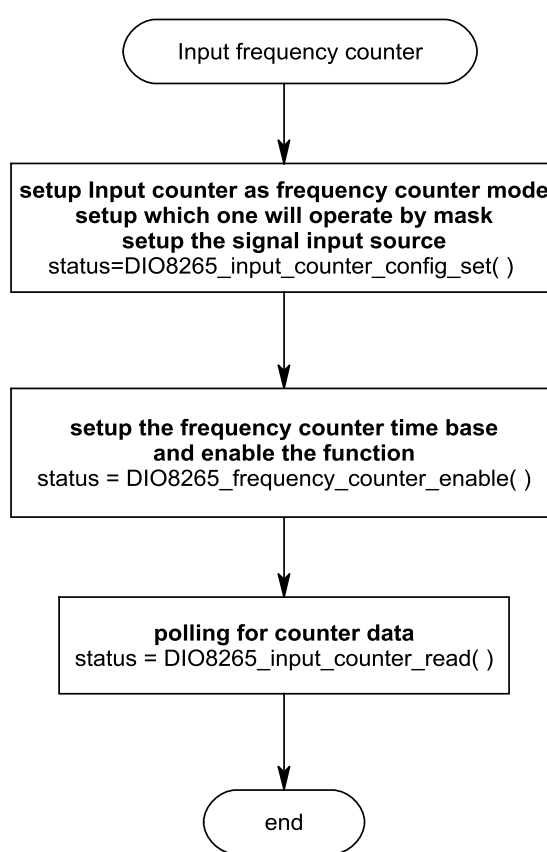 Input frequency counter
setup Input counter as frequency counter mode
setup which one will operate by mask
setup the signal input source
status=DIO8265_input_counter_config_set( )
setup the frequency counter time base
and enable the function
status = DIO8265_frequency_counter_enable( )
polling for counter data
status = DIO8265_input_counter_read( )
end